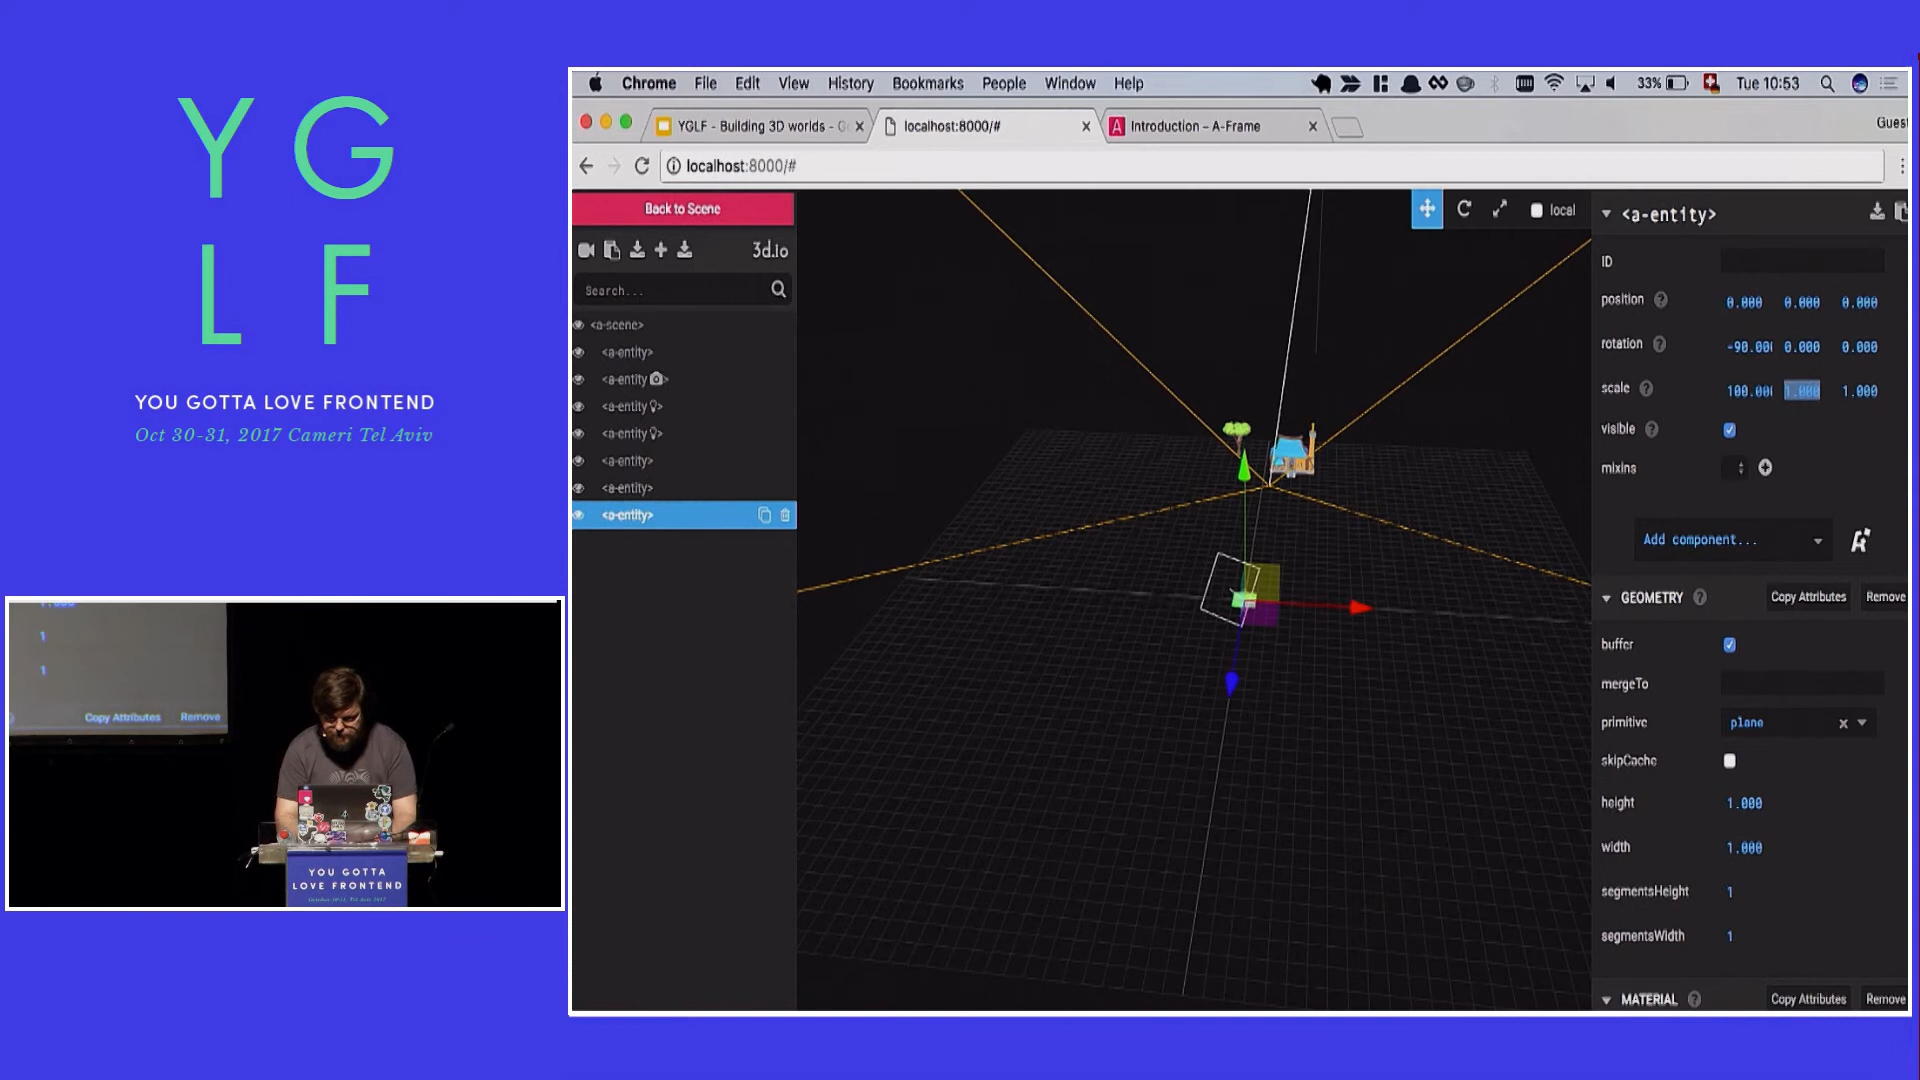 Y G
L F
YOU GOTTA LOVE FRONTEND
Oct 30-31, 2017 Cameri Tel Aviv
Chrome File Edit View History Bookmarks People Window Help 33% Tue 10:53
YGLF - Building 3D worlds - G
localhost:8000/#
Introduction – A-Frame
Gues
localhost:8000/#
Back to Scene
3d.io
Search...
<a-scene>
<a-entity>
<a-entity >
<a-entity >
<a-entity >
<a-entity>
<a-entity>
<a-entity>
local
<a-entity>
ID
position 0.000 0.000 0.000
rotation -90.00 0.000 0.000
scale 100.00 1.000 1.000
visible
mixins
Add component...
GEOMETRY Copy Attributes Remove
buffer
mergeTo
primitive plane
skipCache
height 1.000
width 1.000
segmentsHeight 1
segmentsWidth 1
MATERIAL Copy Attributes Remove
1
1
Copy Attributes Remove
YOU GOTTA
LOVE FRONTEND